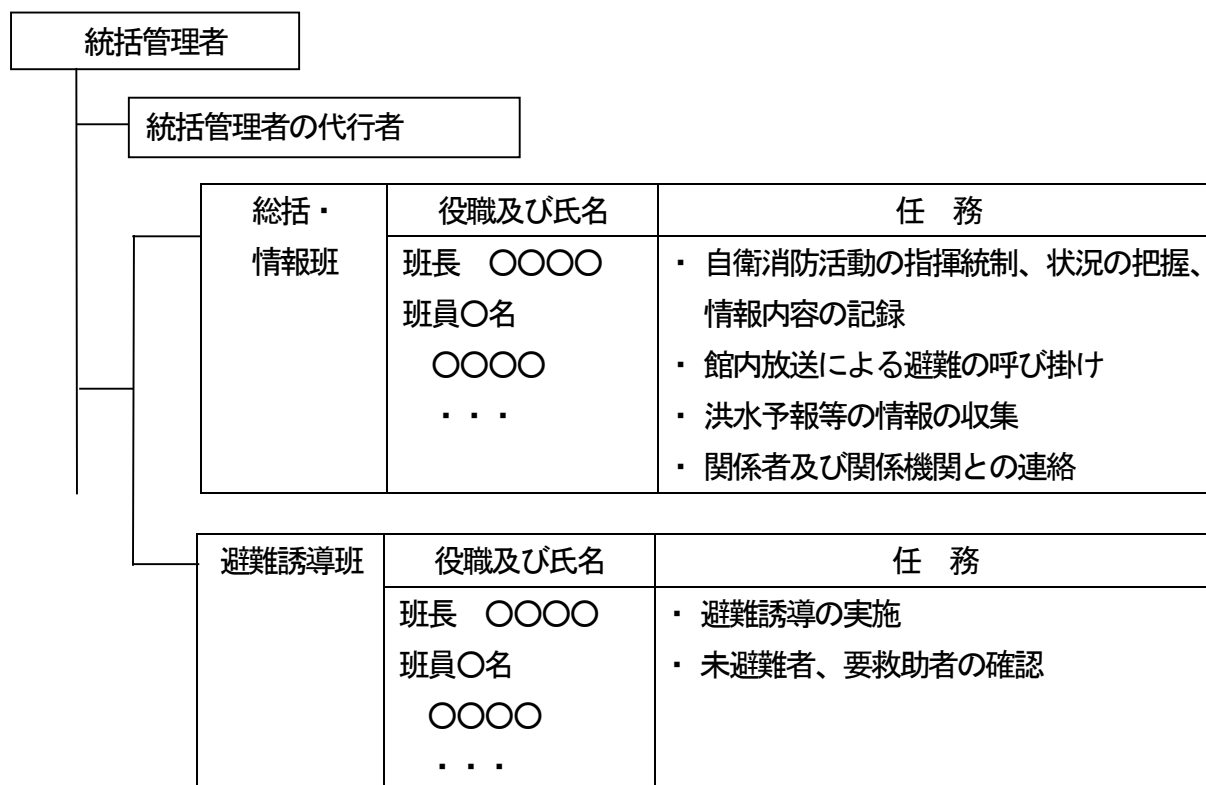 統括管理者
統括管理者の代行者
総括・
情報班
役職及び氏名
任　務
班長　〇〇〇〇
班員〇名
〇〇〇〇
・・・
・ 自衛消防活動の指揮統制、状況の把握、
情報内容の記録
・ 館内放送による避難の呼び掛け
・ 洪水予報等の情報の収集
・ 関係者及び関係機関との連絡
避難誘導班
役職及び氏名
任　務
班長　〇〇〇〇
班員〇名
〇〇〇〇
・・・
・ 避難誘導の実施
・ 未避難者、要救助者の確認